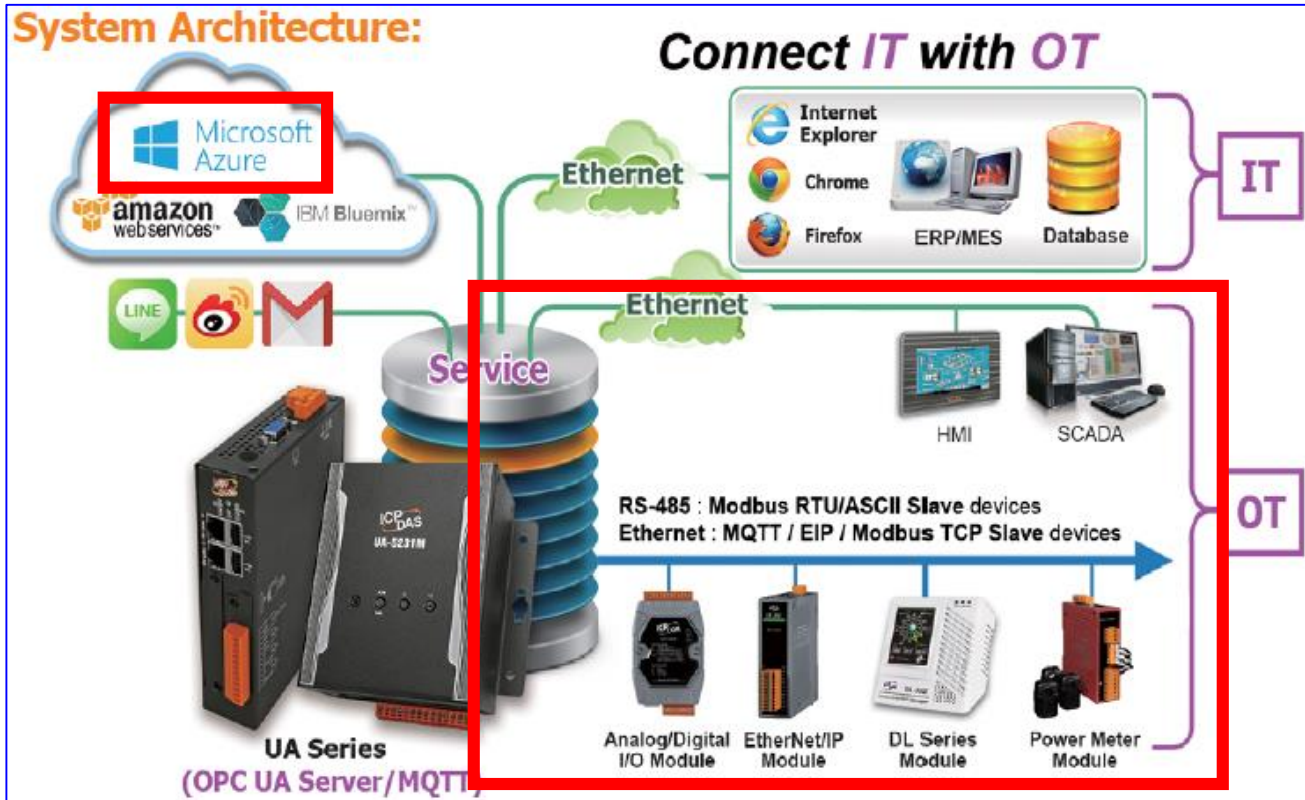 System Architecture:
Connect IT with OT
Microsoft
Azure
amazon
webservices™
IBM Bluemix™
Ethernet
Internet
Explorer
Chrome
Firefox
ERP/MES
Database
IT
LINE
Ethernet
Service
HMI
SCADA
OT
RS-485 : Modbus RTU/ASCII Slave devices
Ethernet : MQTT / EIP / Modbus TCP Slave devices
ICP
DAS
UA-5231M
Analog/Digital
I/O Module
EtherNet/IP
Module
DL Series
Module
Power Meter
Module
UA Series
(OPC UA Server/MQTT)